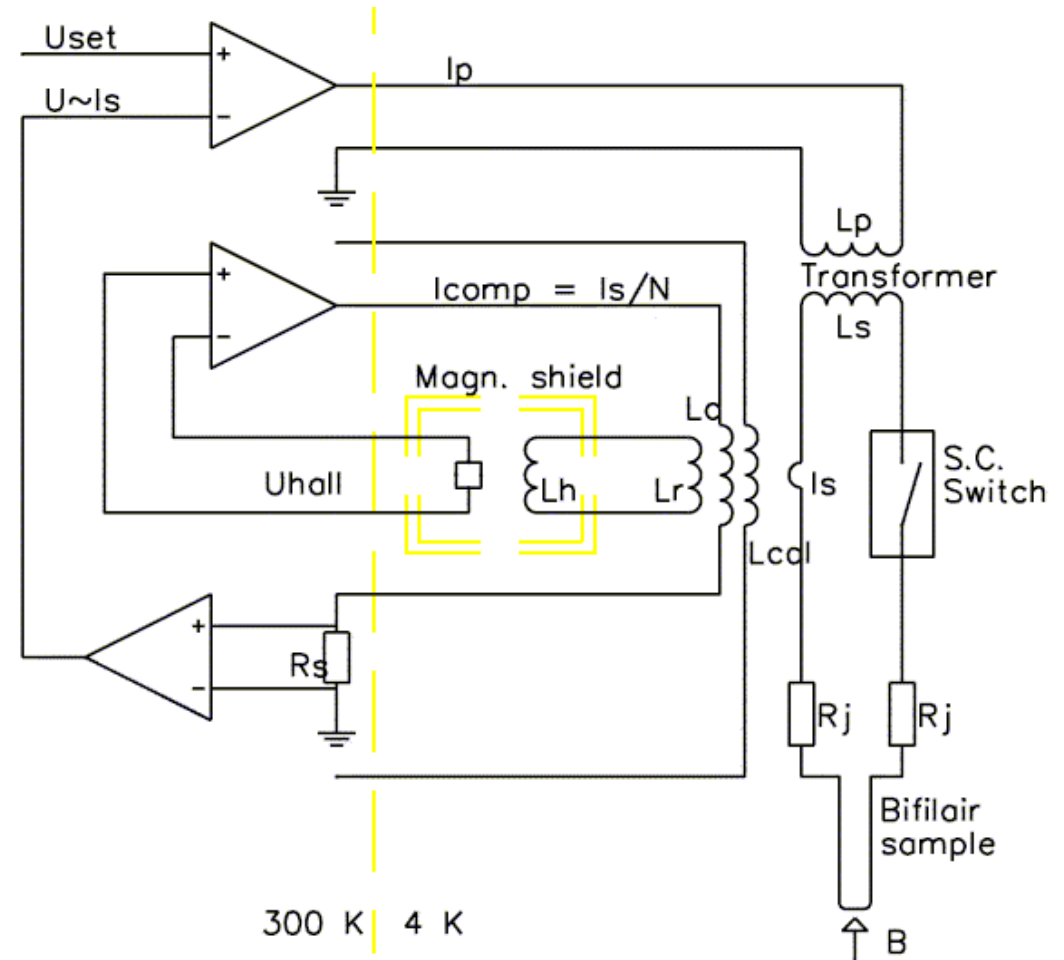 Uset
Ip
U~Is
Lp
Transformer
Ls
Icomp = Is/N
Magn. shield
Lc
Uhall
Lh
Lr
Is
S.C.
Switch
Lcal
Rs
Rj
Rj
Bifilair
sample
300 K
4 K
B